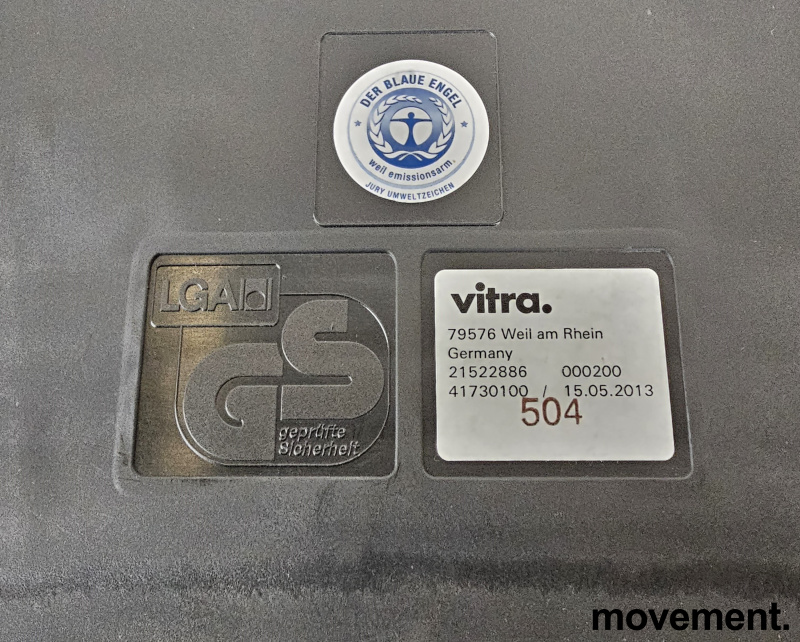 DER BLAUE ENGEL
weil emissionsarm.
JURY UMWELTZEICHEN
LGA
GS
geprüfte
Sicherheit
vitra.
79576 Weil am Rhein
Germany
21522886 000200
41730100 / 15.05.2013
504
movement.